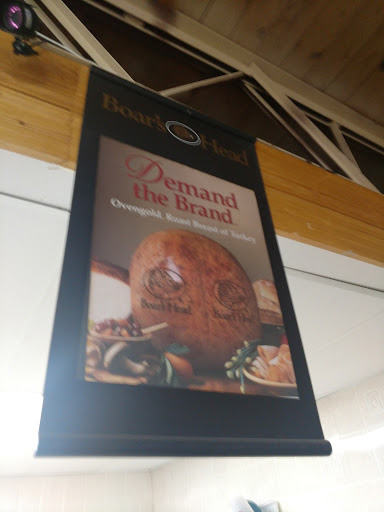 Boar's Head
Demand
the Brand
Ovengold® Roast Breast of Turkey
Boar's Head
Boar's Head